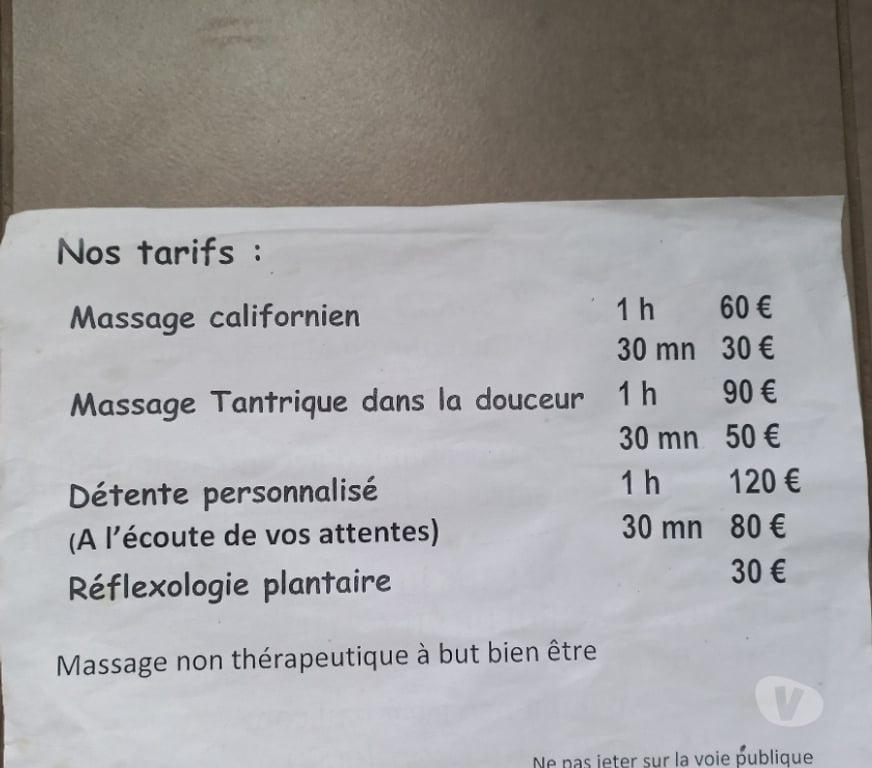 Nos tarifs :
Massage californien 1 h 60 €
30 mn 30 €
Massage Tantrique dans la douceur 1 h 90 €
30 mn 50 €
Détente personnalisé 1 h 120 €
(A l'écoute de vos attentes) 30 mn 80 €
Réflexologie plantaire 30 €
Massage non thérapeutique à but bien être
V
Ne pas jeter sur la voie publique